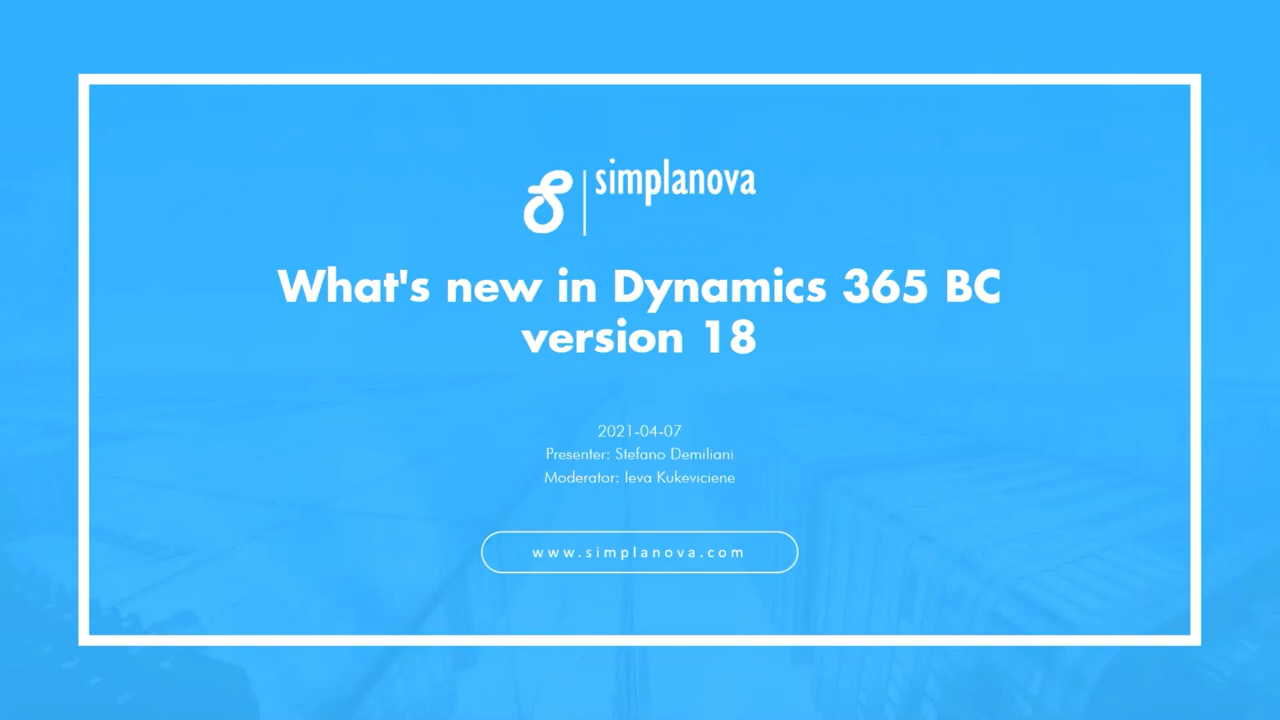 simplanova
What's new in Dynamics 365 BC
version 18
2021-04-07
Presenter: Stefano Demiliani
Moderator: Ieva Kukeviciene
www.simplanova.com